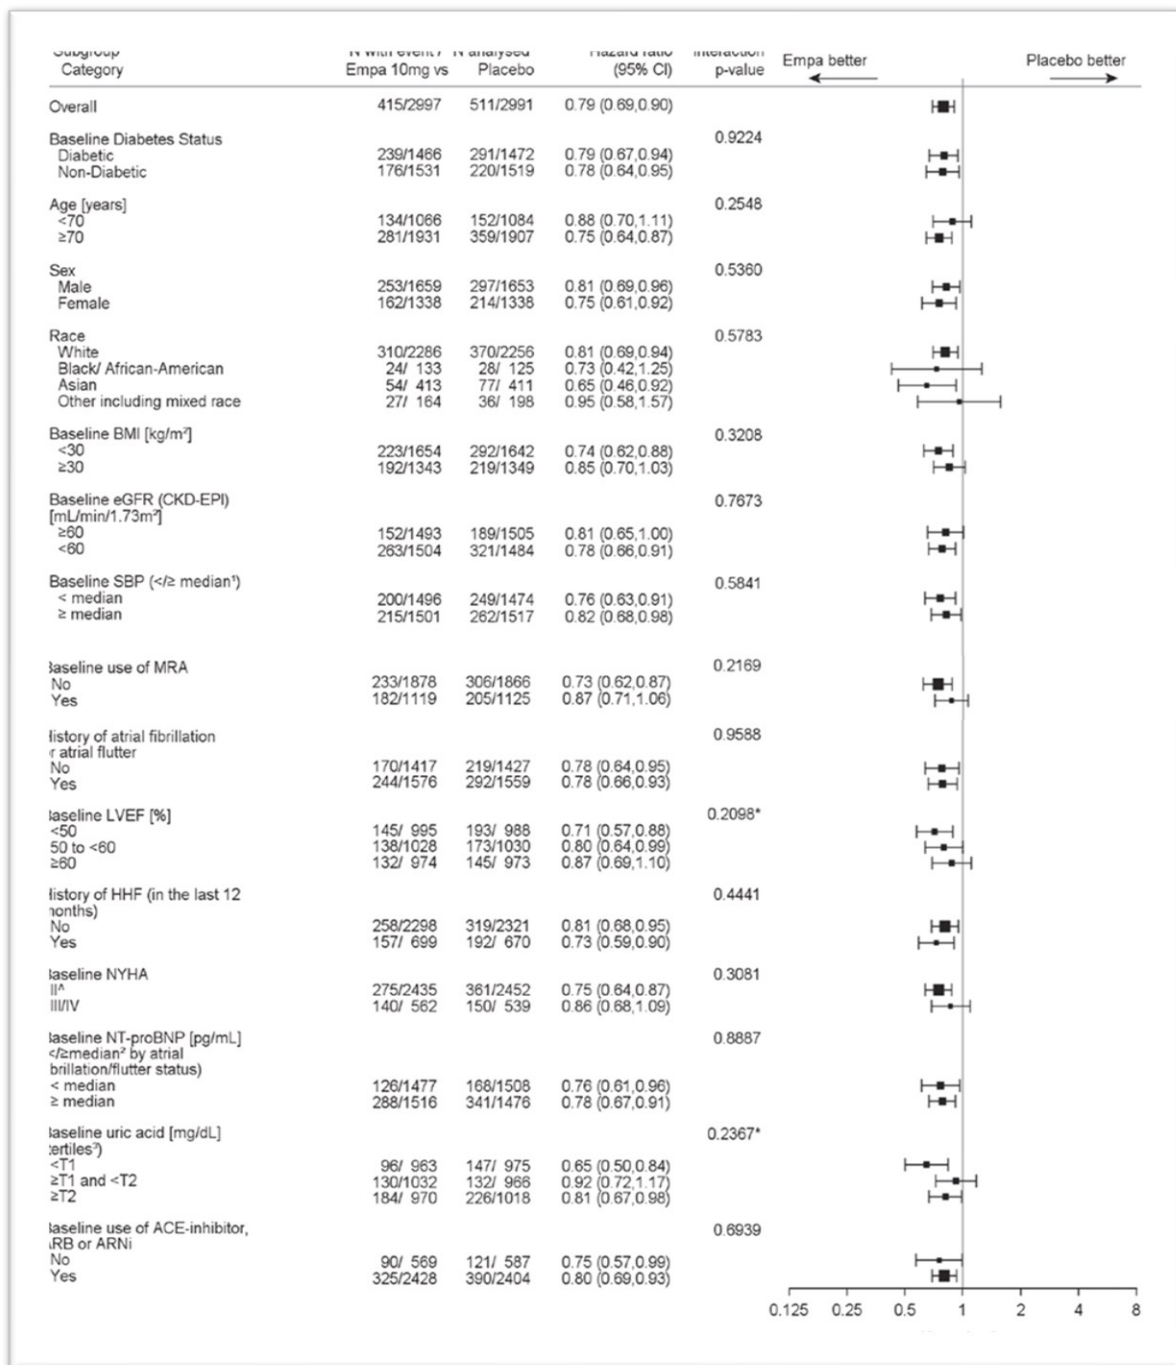 Subgroup N with event / N analysed Hazard ratio Interaction
Category Empa 10mg vs Placebo (95% CI) p-value Empa better Placebo better
Overall 415/2997 511/2991 0.79 (0.69,0.90)
Baseline Diabetes Status 0.9224
Diabetic 239/1466 291/1472 0.79 (0.67,0.94)
Non-Diabetic 176/1531 220/1519 0.78 (0.64,0.95)
Age [years] 0.2548
<70 134/1066 152/1084 0.88 (0.70,1.11)
≥70 281/1931 359/1907 0.75 (0.64,0.87)
Sex 0.5360
Male 253/1659 297/1653 0.81 (0.69,0.96)
Female 162/1338 214/1338 0.75 (0.61,0.92)
Race 0.5783
White 310/2286 370/2256 0.81 (0.69,0.94)
Black/ African-American 24/ 133 28/ 125 0.73 (0.42,1.25)
Asian 54/ 413 77/ 411 0.65 (0.46,0.92)
Other including mixed race 27/ 164 36/ 198 0.95 (0.58,1.57)
Baseline BMI [kg/m²] 0.3208
<30 223/1654 292/1642 0.74 (0.62,0.88)
≥30 192/1343 219/1349 0.85 (0.70,1.03)
Baseline eGFR (CKD-EPI) 0.7673
[mL/min/1.73m²]
≥60 152/1493 189/1505 0.81 (0.65,1.00)
<60 263/1504 321/1484 0.78 (0.66,0.91)
Baseline SBP (</≥ median¹) 0.5841
< median 200/1496 249/1474 0.76 (0.63,0.91)
≥ median 215/1501 262/1517 0.82 (0.68,0.98)
Baseline use of MRA 0.2169
No 233/1878 306/1866 0.73 (0.62,0.87)
Yes 182/1119 205/1125 0.87 (0.71,1.06)
History of atrial fibrillation 0.9588
r atrial flutter
No 170/1417 219/1427 0.78 (0.64,0.95)
Yes 244/1576 292/1559 0.78 (0.66,0.93)
Baseline LVEF [%] 0.2098*
<50 145/ 995 193/ 988 0.71 (0.57,0.88)
50 to <60 138/1028 173/1030 0.80 (0.64,0.99)
≥60 132/ 974 145/ 973 0.87 (0.69,1.10)
History of HHF (in the last 12 0.4441
months)
No 258/2298 319/2321 0.81 (0.68,0.95)
Yes 157/ 699 192/ 670 0.73 (0.59,0.90)
Baseline NYHA 0.3081
II^ 275/2435 361/2452 0.75 (0.64,0.87)
III/IV 140/ 562 150/ 539 0.86 (0.68,1.09)
Baseline NT-proBNP [pg/mL] 0.8887
</≥median² by atrial
brillation/flutter status)
< median 126/1477 168/1508 0.76 (0.61,0.96)
≥ median 288/1516 341/1476 0.78 (0.67,0.91)
Baseline uric acid [mg/dL] 0.2367*
tertiles³)
<T1 96/ 963 147/ 975 0.65 (0.50,0.84)
≥T1 and <T2 130/1032 132/ 966 0.92 (0.72,1.17)
≥T2 184/ 970 226/1018 0.81 (0.67,0.98)
Baseline use of ACE-inhibitor, 0.6939
ARB or ARNi
No 90/ 569 121/ 587 0.75 (0.57,0.99)
Yes 325/2428 390/2404 0.80 (0.69,0.93)
0.125 0.25 0.5 1 2 4 8